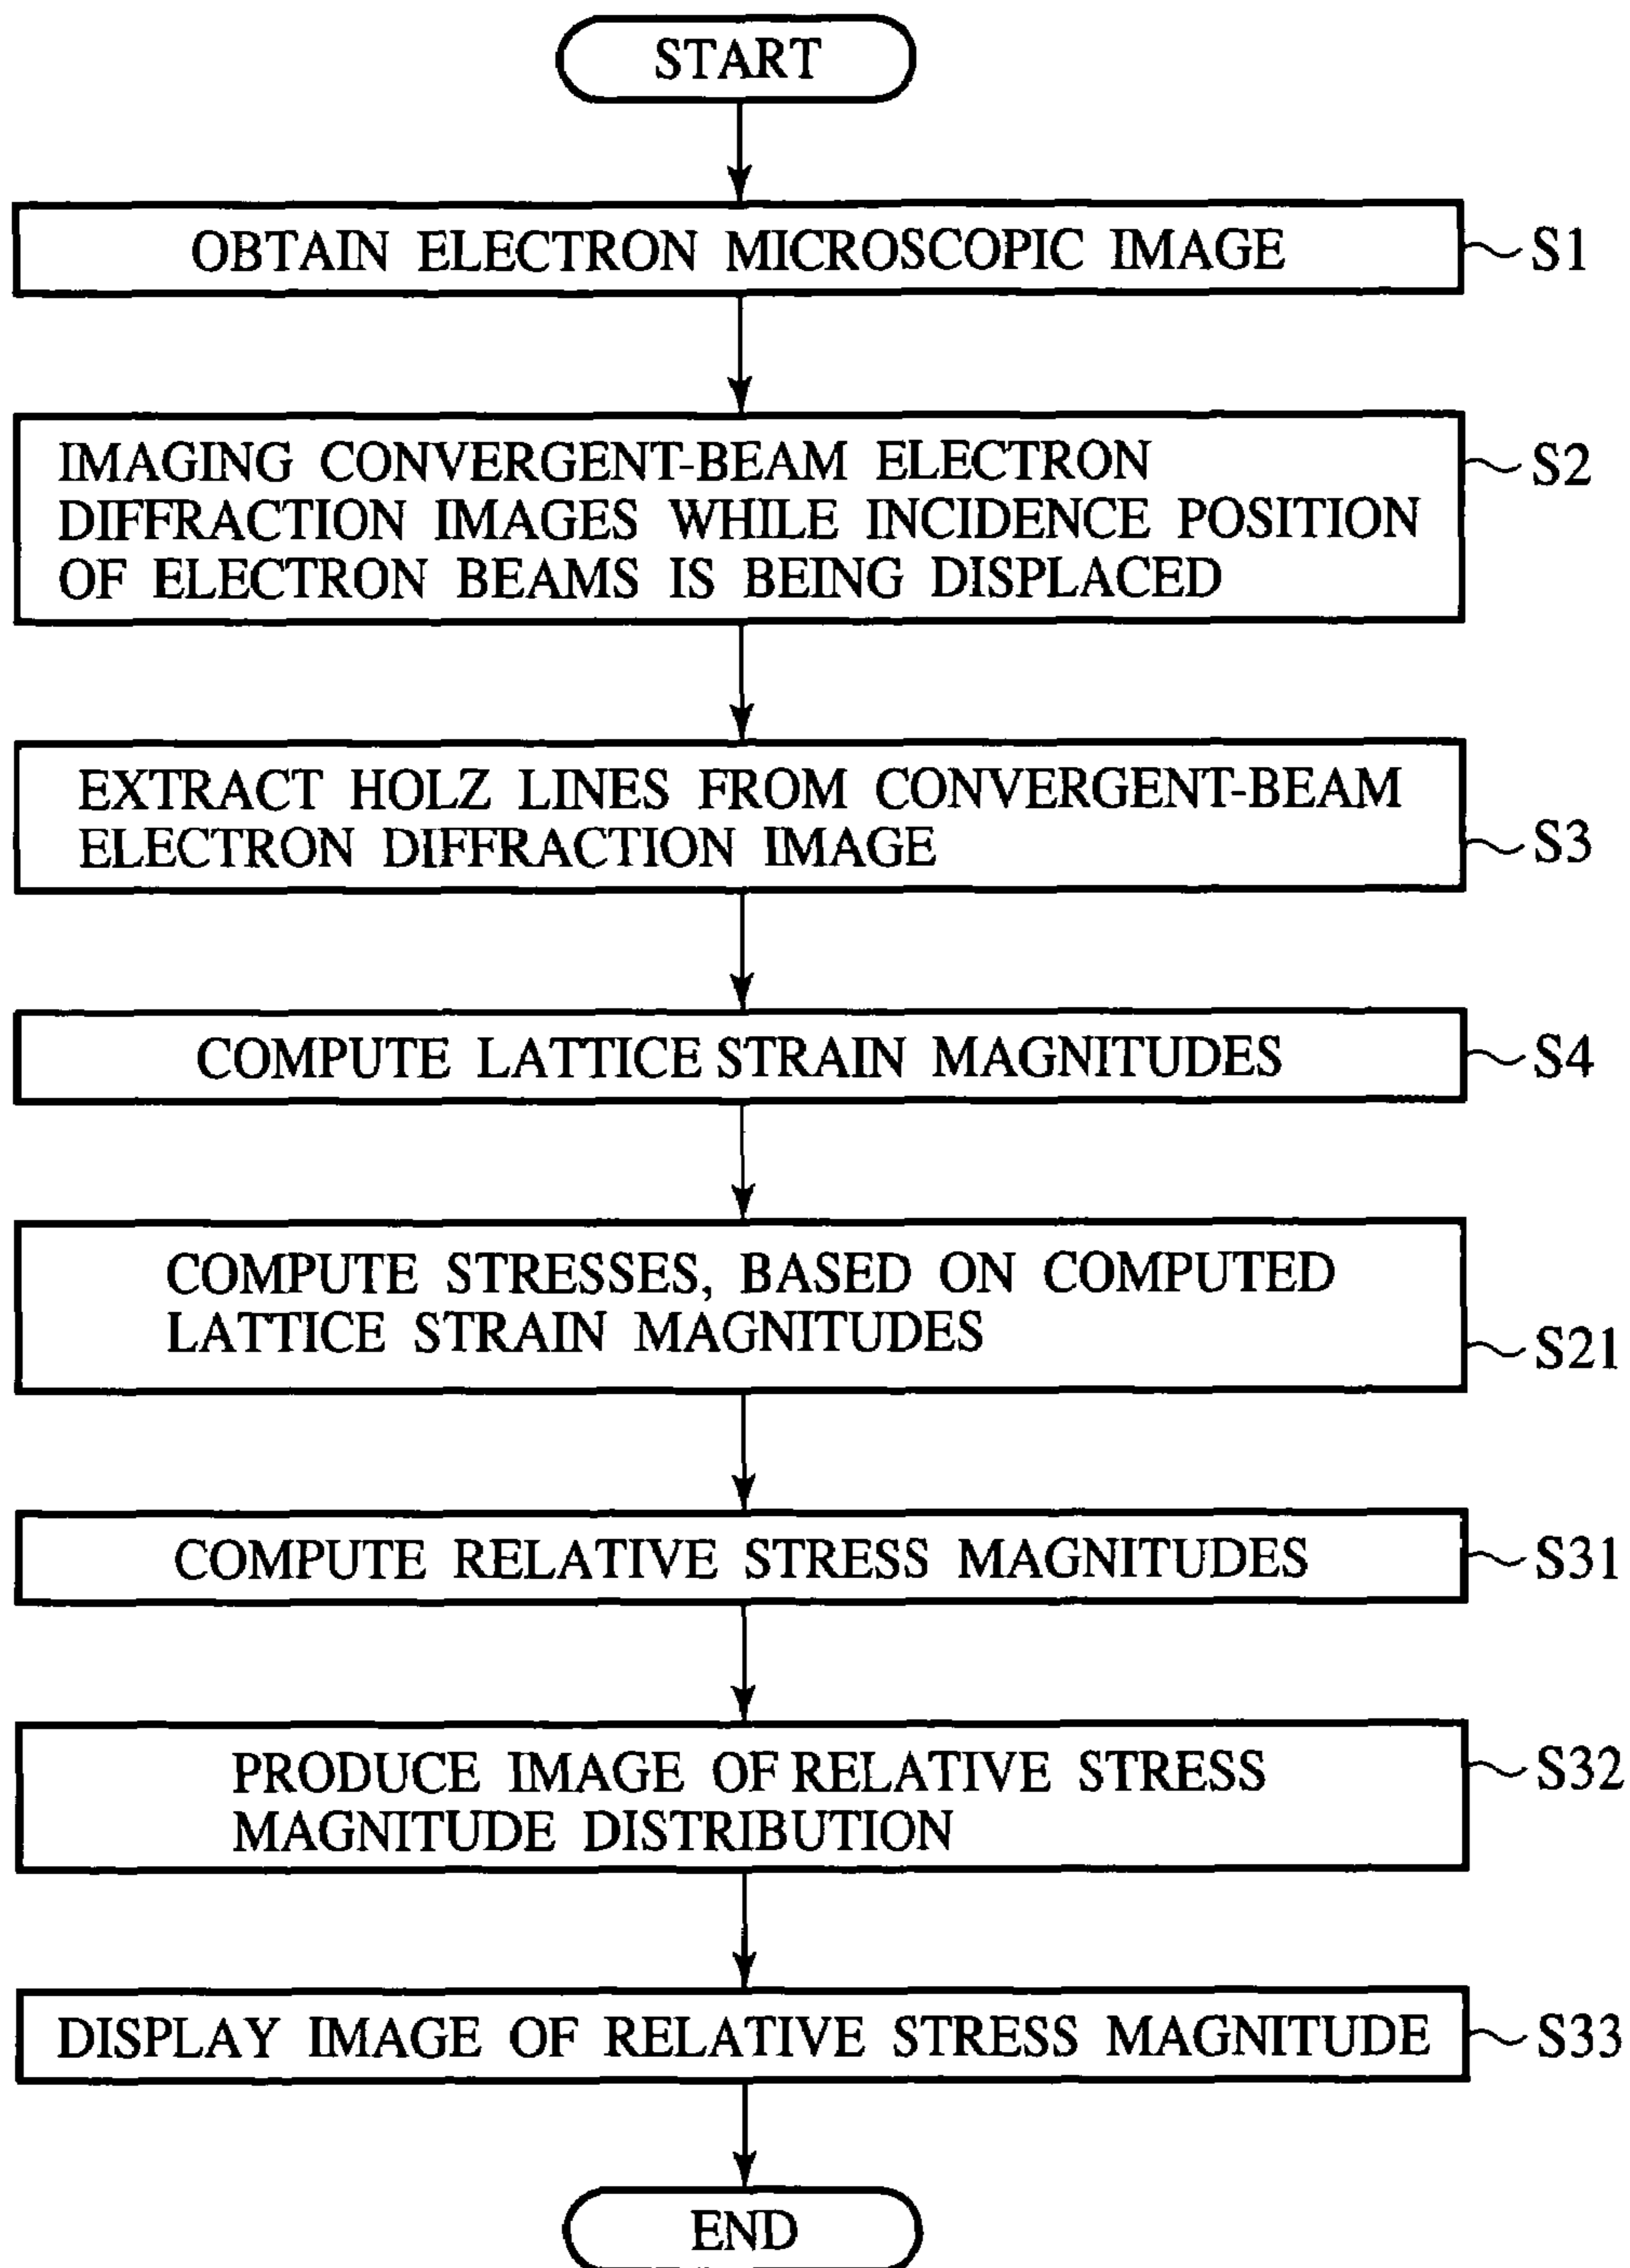 START
OBTAIN ELECTRON MICROSCOPIC IMAGE
S1
IMAGING CONVERGENT-BEAM ELECTRON
DIFFRACTION IMAGES WHILE INCIDENCE POSITION
OF ELECTRON BEAMS IS BEING DISPLACED
S2
EXTRACT HOLZ LINES FROM CONVERGENT-BEAM
ELECTRON DIFFRACTION IMAGE
S3
COMPUTE LATTICE STRAIN MAGNITUDES
S4
COMPUTE STRESSES, BASED ON COMPUTED
LATTICE STRAIN MAGNITUDES
S21
COMPUTE RELATIVE STRESS MAGNITUDES
S31
PRODUCE IMAGE OF RELATIVE STRESS
MAGNITUDE DISTRIBUTION
S32
DISPLAY IMAGE OF RELATIVE STRESS MAGNITUDE
S33
END